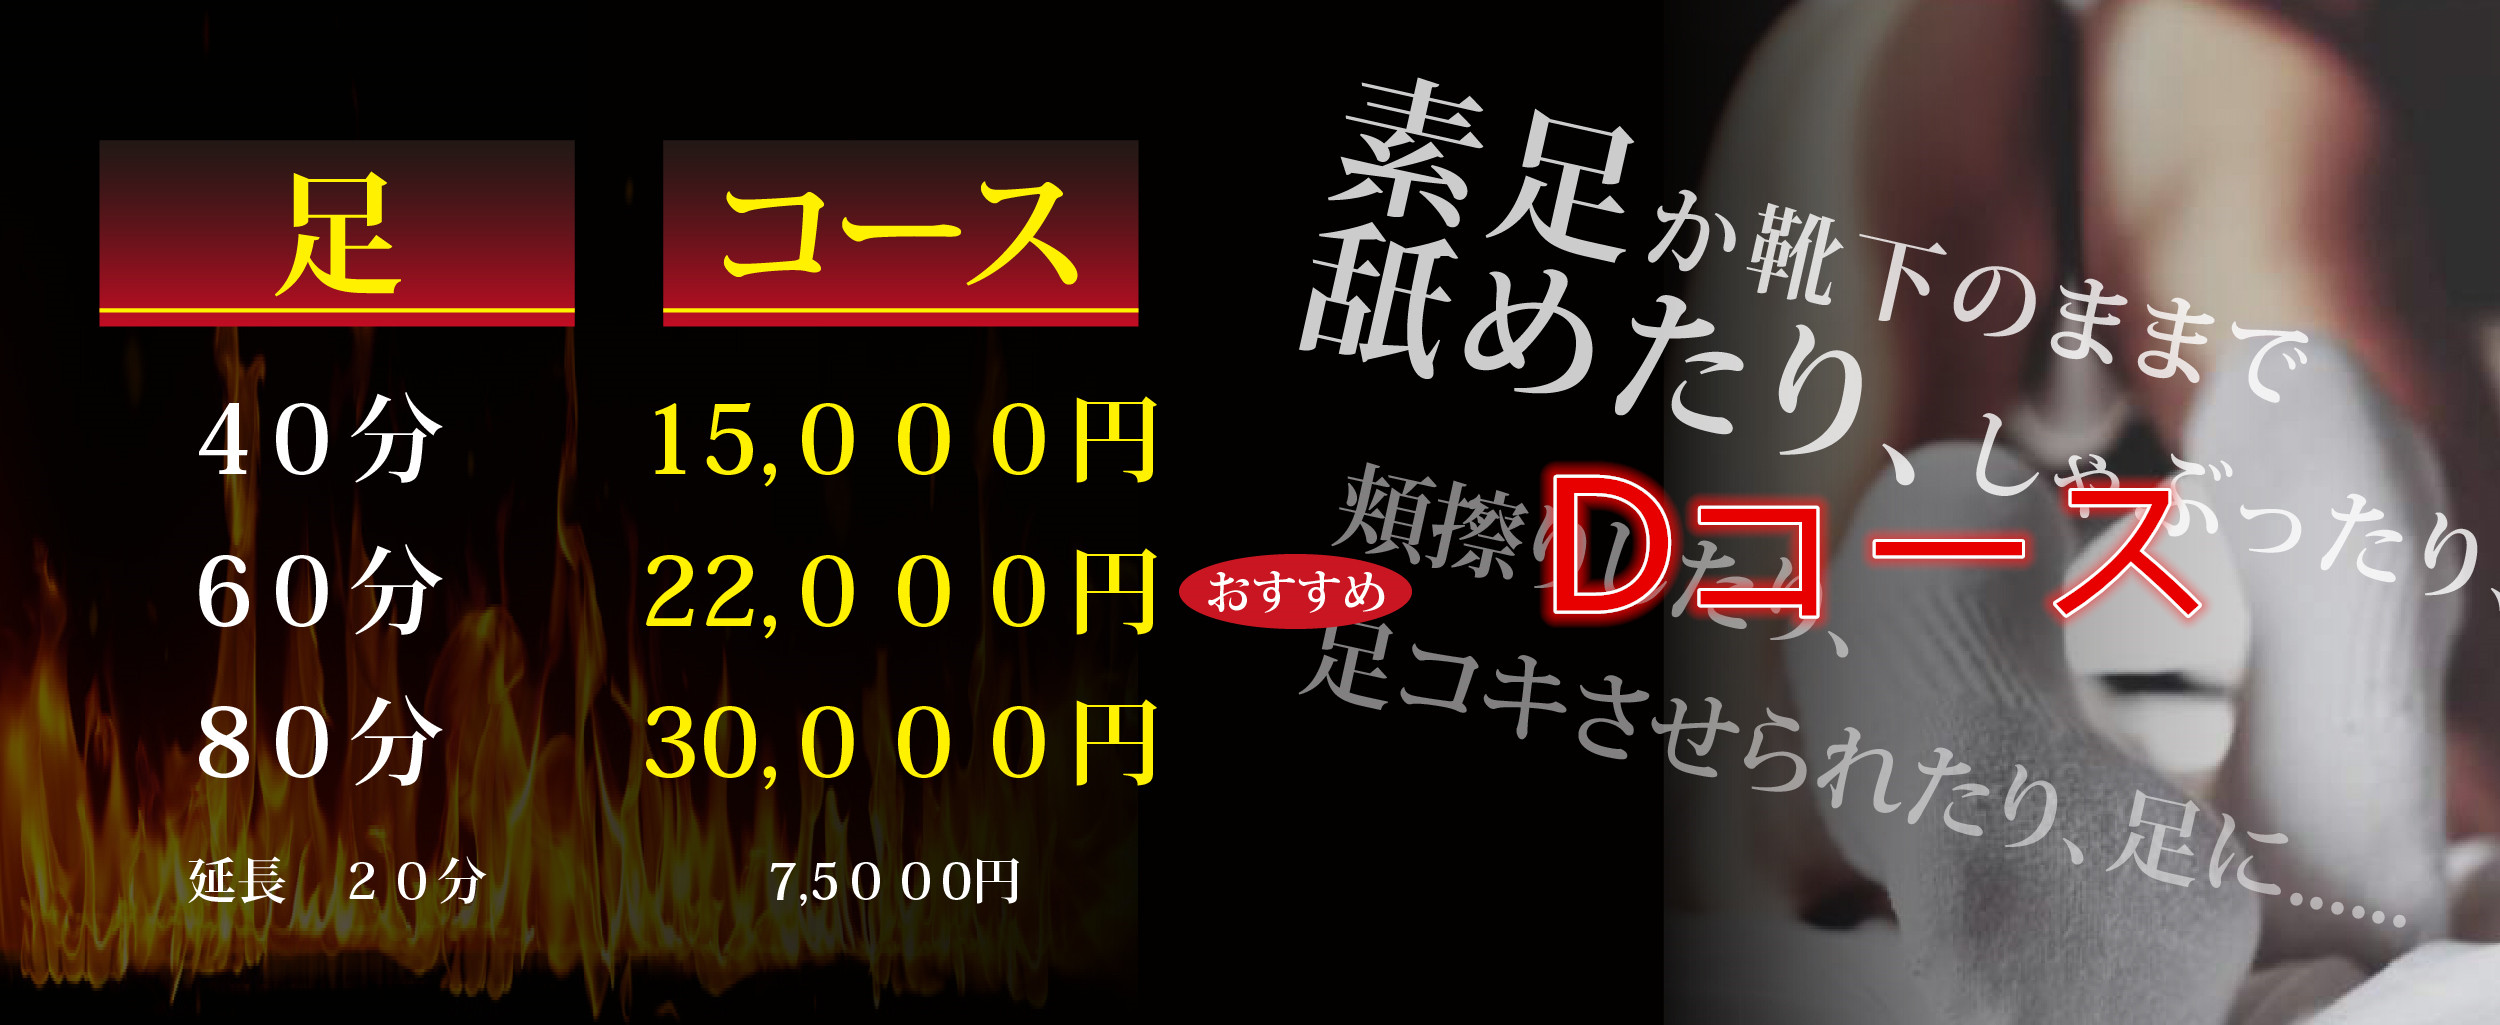 足 コース
40分 15,000円
60分 22,000円 おすすめ
80分 30,000円
延長 20分 7,5000円
素足か靴下のままで
舐めたり、しゃぶったり、
頬擦りしたり、
足コキさせられたり、足に……
Dコース